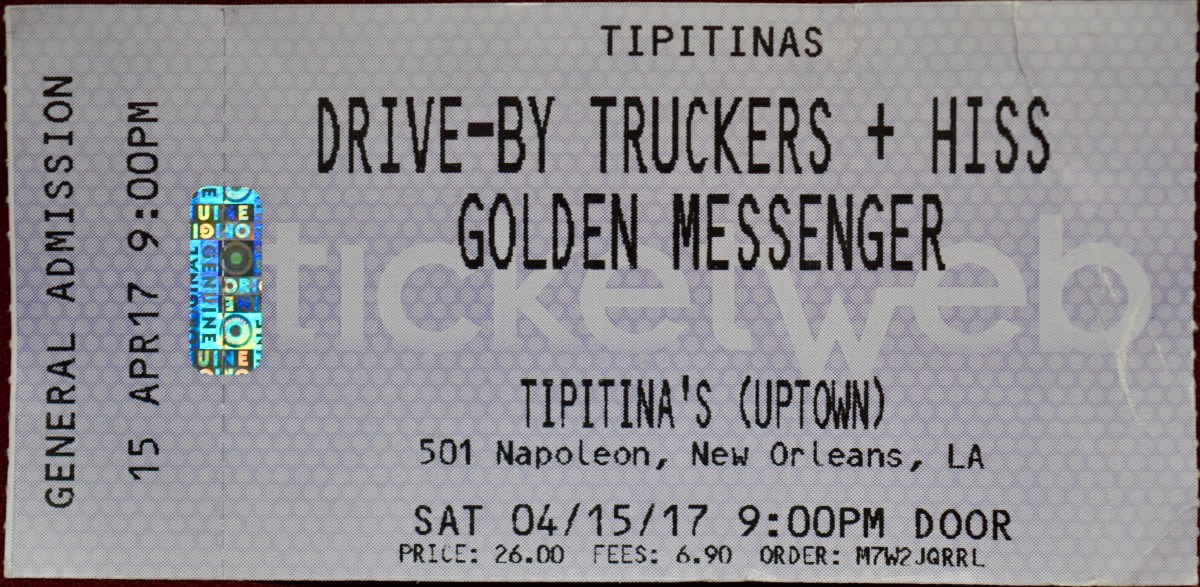 GENERAL ADMISSION
15 APR17 9:00PM
GENUINE
ticketweb
TIPITINAS
DRIVE-BY TRUCKERS + HISS
GOLDEN MESSENGER
TIPITINA'S (UPTOWN)
501 Napoleon, New Orleans, LA
SAT 04/15/17 9:00PM DOOR
PRICE: 26.00 FEES: 6.90 ORDER: M7W2JQRRL